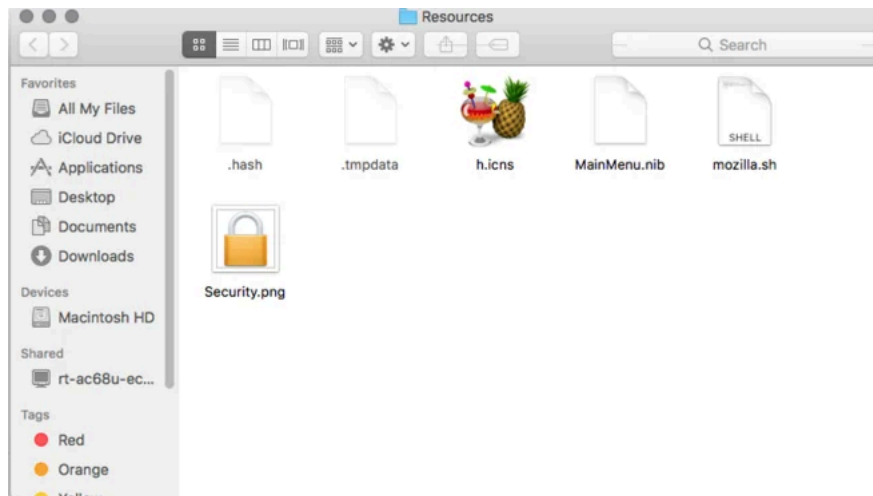 Resources
Search
Favorites
All My Files
iCloud Drive
Applications
Desktop
Documents
Downloads
Devices
Macintosh HD
Shared
rt-ac68u-ec...
Tags
Red
Orange
.hash
.tmpdata
h.icns
MainMenu.nib
SHELL
mozilla.sh
Security.png